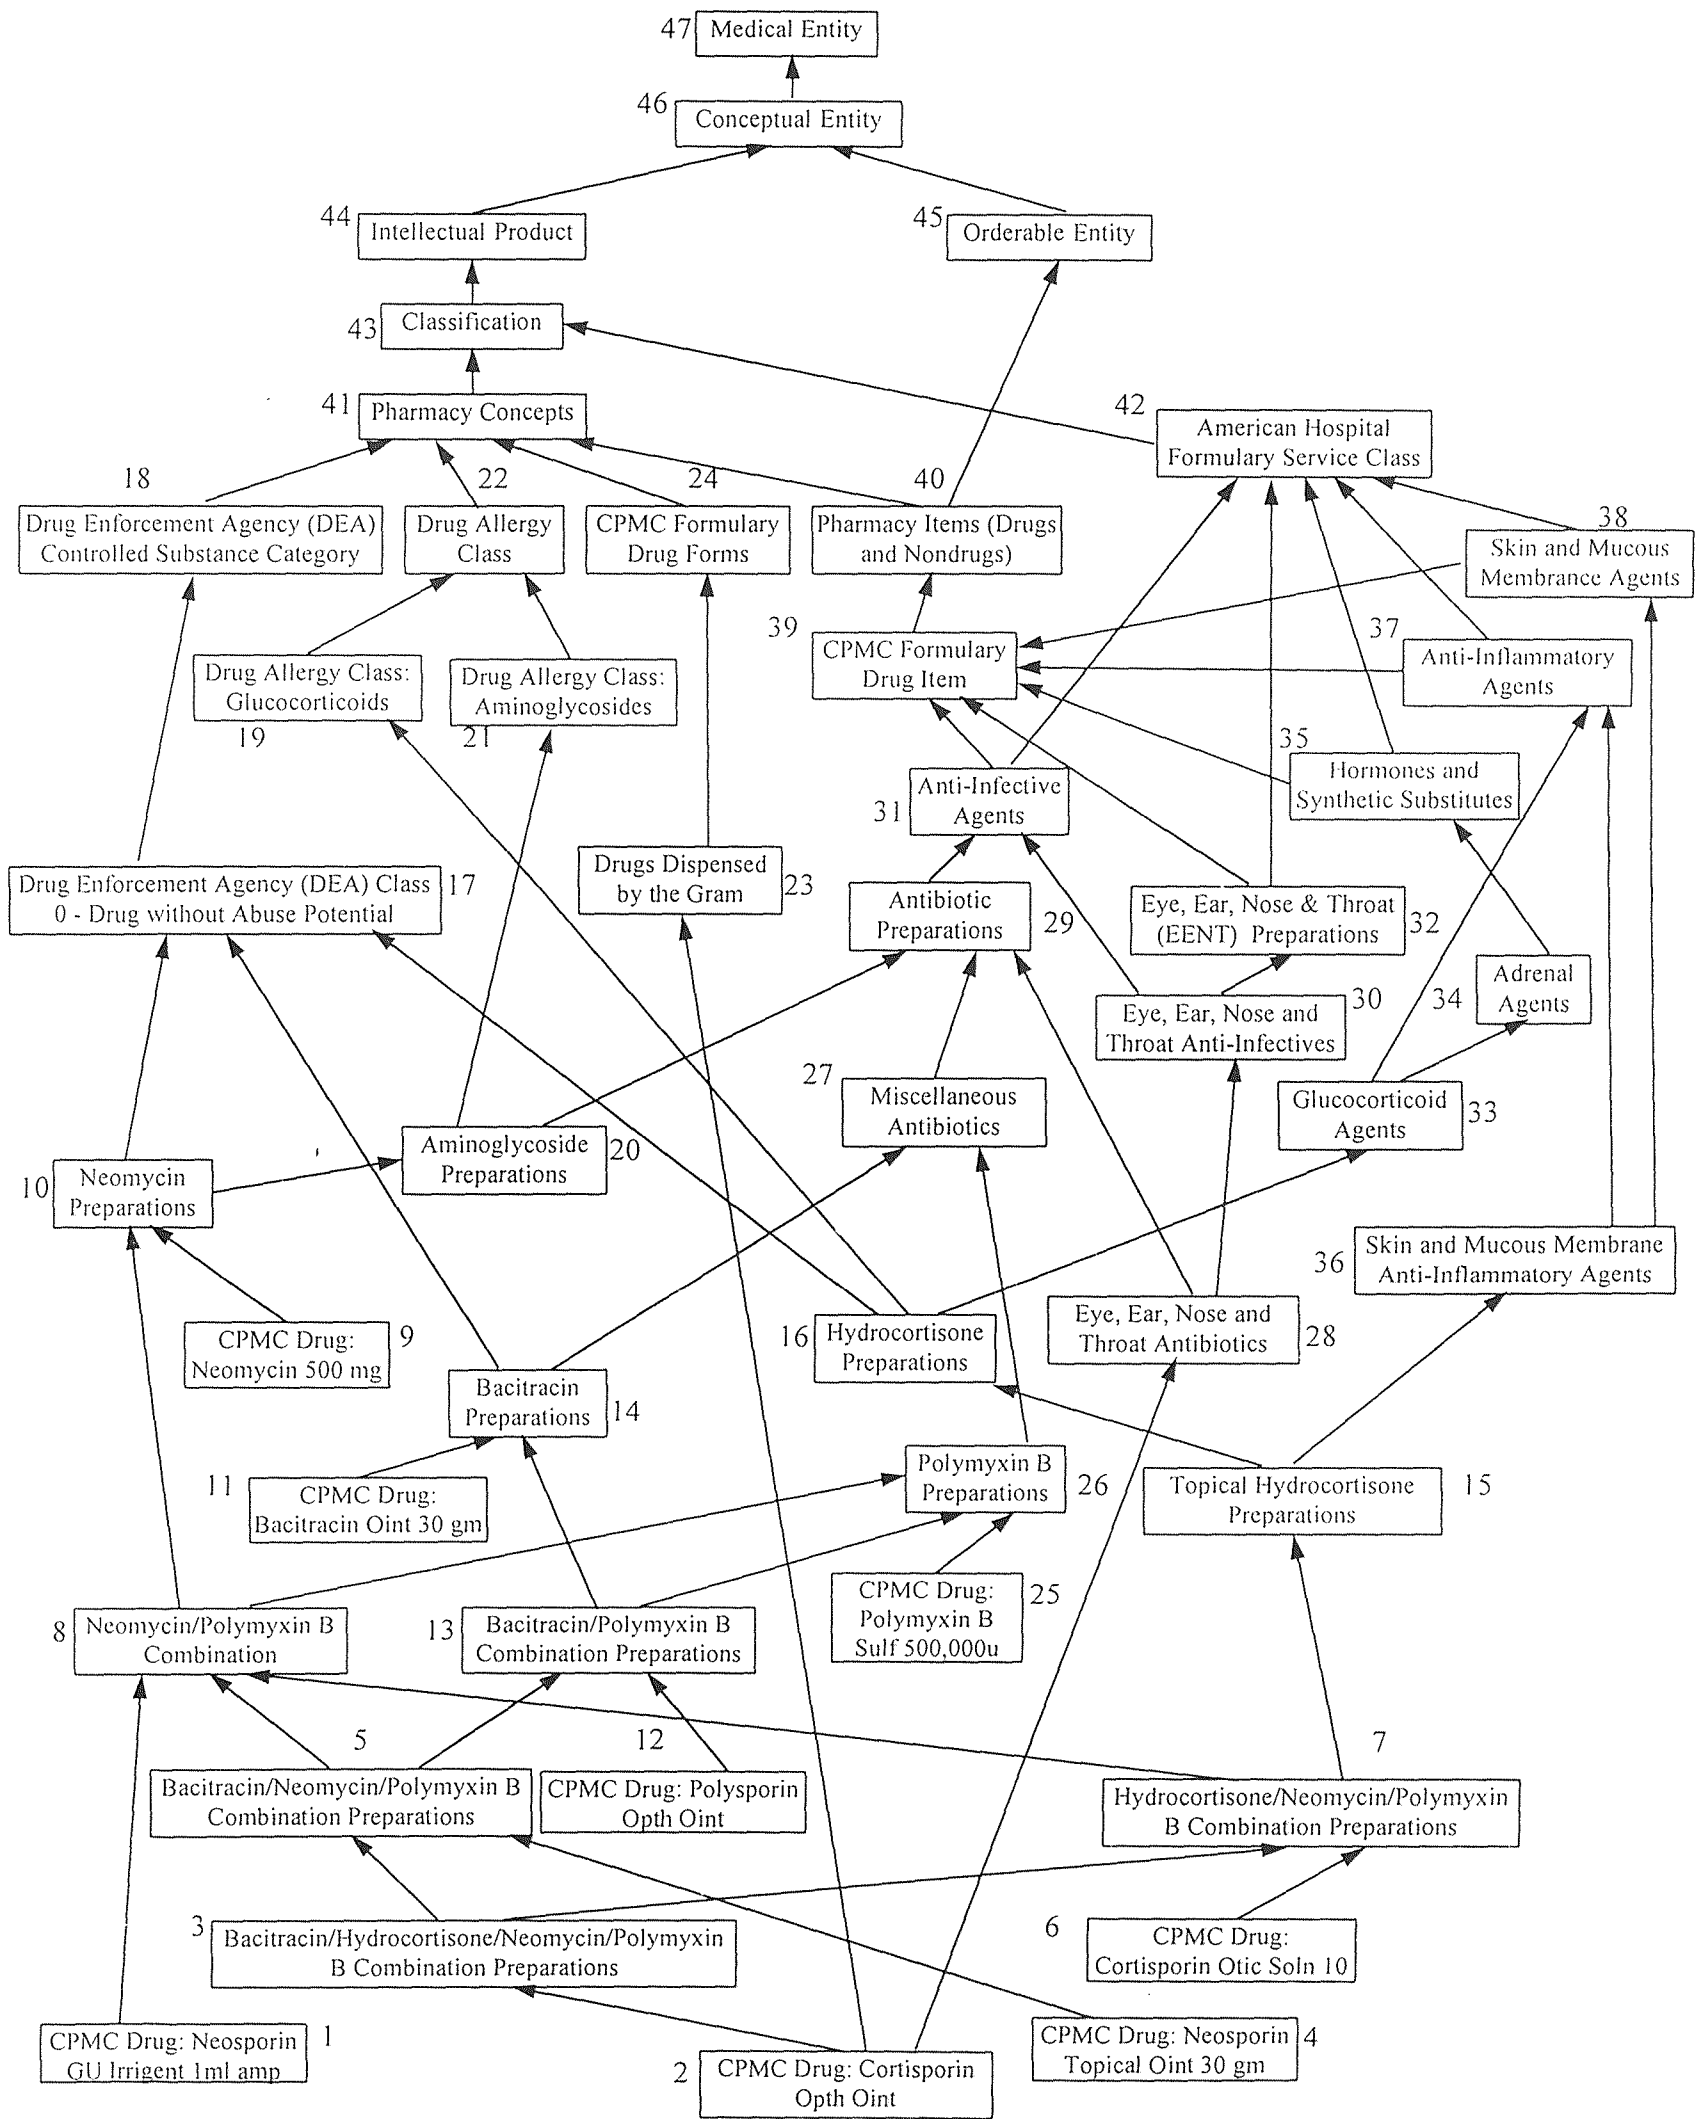 47
Medical Entity
46
Conceptual Entity
44
Intellectual Product
45
Orderable Entity
43
Classification
41
Pharmacy Concepts
42
American Hospital
Formulary Service Class
18
Drug Enforcement Agency (DEA)
Controlled Substance Category
22
Drug Allergy
Class
24
CPMC Formulary
Drug Forms
40
Pharmacy Items (Drugs
and Nondrugs)
38
Skin and Mucous
Membrance Agents
39
CPMC Formulary
Drug Item
37
Anti-Inflammatory
Agents
Drug Allergy Class:
Glucocorticoids
19
Drug Allergy Class:
Aminoglycosides
21
35
Hormones and
Synthetic Substitutes
31
Anti-Infective
Agents
Drug Enforcement Agency (DEA) Class
0 - Drug without Abuse Potential
17
Drugs Dispensed
by the Gram
23
Antibiotic
Preparations
29
Eye, Ear, Nose & Throat
(EENT) Preparations
32
34
Adrenal
Agents
Eye, Ear, Nose and
Throat Anti-Infectives
30
27
Miscellaneous
Antibiotics
Glucocorticoid
Agents
33
10
Neomycin
Preparations
Aminoglycoside
Preparations
20
36
Skin and Mucous Membrane
Anti-Inflammatory Agents
CPMC Drug:
Neomycin 500 mg
9
16
Hydrocortisone
Preparations
Eye, Ear, Nose and
Throat Antibiotics
28
Bacitracin
Preparations
14
11
CPMC Drug:
Bacitracin Oint 30 gm
Polymyxin B
Preparations
26
Topical Hydrocortisone
Preparations
15
CPMC Drug:
Polymyxin B
Sulf 500,000u
25
8
Neomycin/Polymyxin B
Combination
13
Bacitracin/Polymyxin B
Combination Preparations
5
Bacitracin/Neomycin/Polymyxin B
Combination Preparations
12
CPMC Drug: Polysporin
Opth Oint
7
Hydrocortisone/Neomycin/Polymyxin
B Combination Preparations
3
Bacitracin/Hydrocortisone/Neomycin/Polymyxin
B Combination Preparations
6
CPMC Drug:
Cortisporin Otic Soln 10
CPMC Drug: Neosporin
GU Irrigent 1ml amp
1
2
CPMC Drug: Cortisporin
Opth Oint
CPMC Drug: Neosporin
Topical Oint 30 gm
4